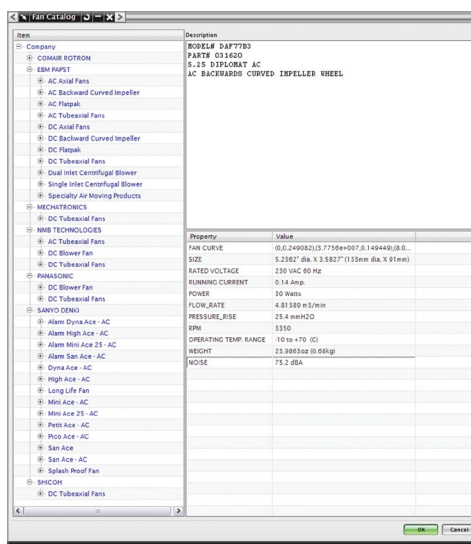 Fan Catalog
Item
Company
COMAIR ROTRON
EBM PAPST
AC Axial Fans
AC Backward Curved Impeller
AC Flatpak
AC Tubeaxial Fans
DC Axial Fans
DC Backward Curved Impeller
DC Flatpak
DC Tubeaxial Fans
Dual Inlet Centrifugal Blower
Single Inlet Centrifugal Blower
Specialty Air Moving Products
MECHATRONICS
DC Tubeaxial Fans
NMB TECHNOLOGIES
AC Tubeaxial Fans
DC Blower Fan
DC Tubeaxial Fans
PANASONIC
DC Blower Fan
DC Tubeaxial Fans
SANYO DENKI
Alarm Dyna Ace - AC
Alarm High Ace - AC
Alarm Mini Ace 25 - AC
Alarm San Ace - AC
Dyna Ace - AC
High Ace - AC
Long Life Fan
Mini Ace - AC
Mini Ace 25 - AC
Petit Ace - AC
Pico Ace - AC
San Ace
San Ace - AC
Splash Proof Fan
SHICOH
DC Tubeaxial Fans
Description
MODEL# DAF77B3
PART# 031620
5.25 DIPLOMAT AC
AC BACKWARDS CURVED IMPELLER WHEEL
Property Value
FAN CURVE (0,0.249082),(3.7756e+007,0.149449),(8.0...
SIZE 5.2362" dia. X 3.5827" (133mm dia. X 91mm)
RATED VOLTAGE 230 VAC 60 Hz
RUNNING CURRENT 0.14 Amp.
POWER 30 Watts
FLOW_RATE 4.81389 m3/min
PRESSURE_RISE 25.4 mmH2O
RPM 3350
OPERATING TEMP. RANGE -10 to +70 (C)
WEIGHT 23.9865oz (0.68kg)
NOISE 75.2 dBA
OK Cancel